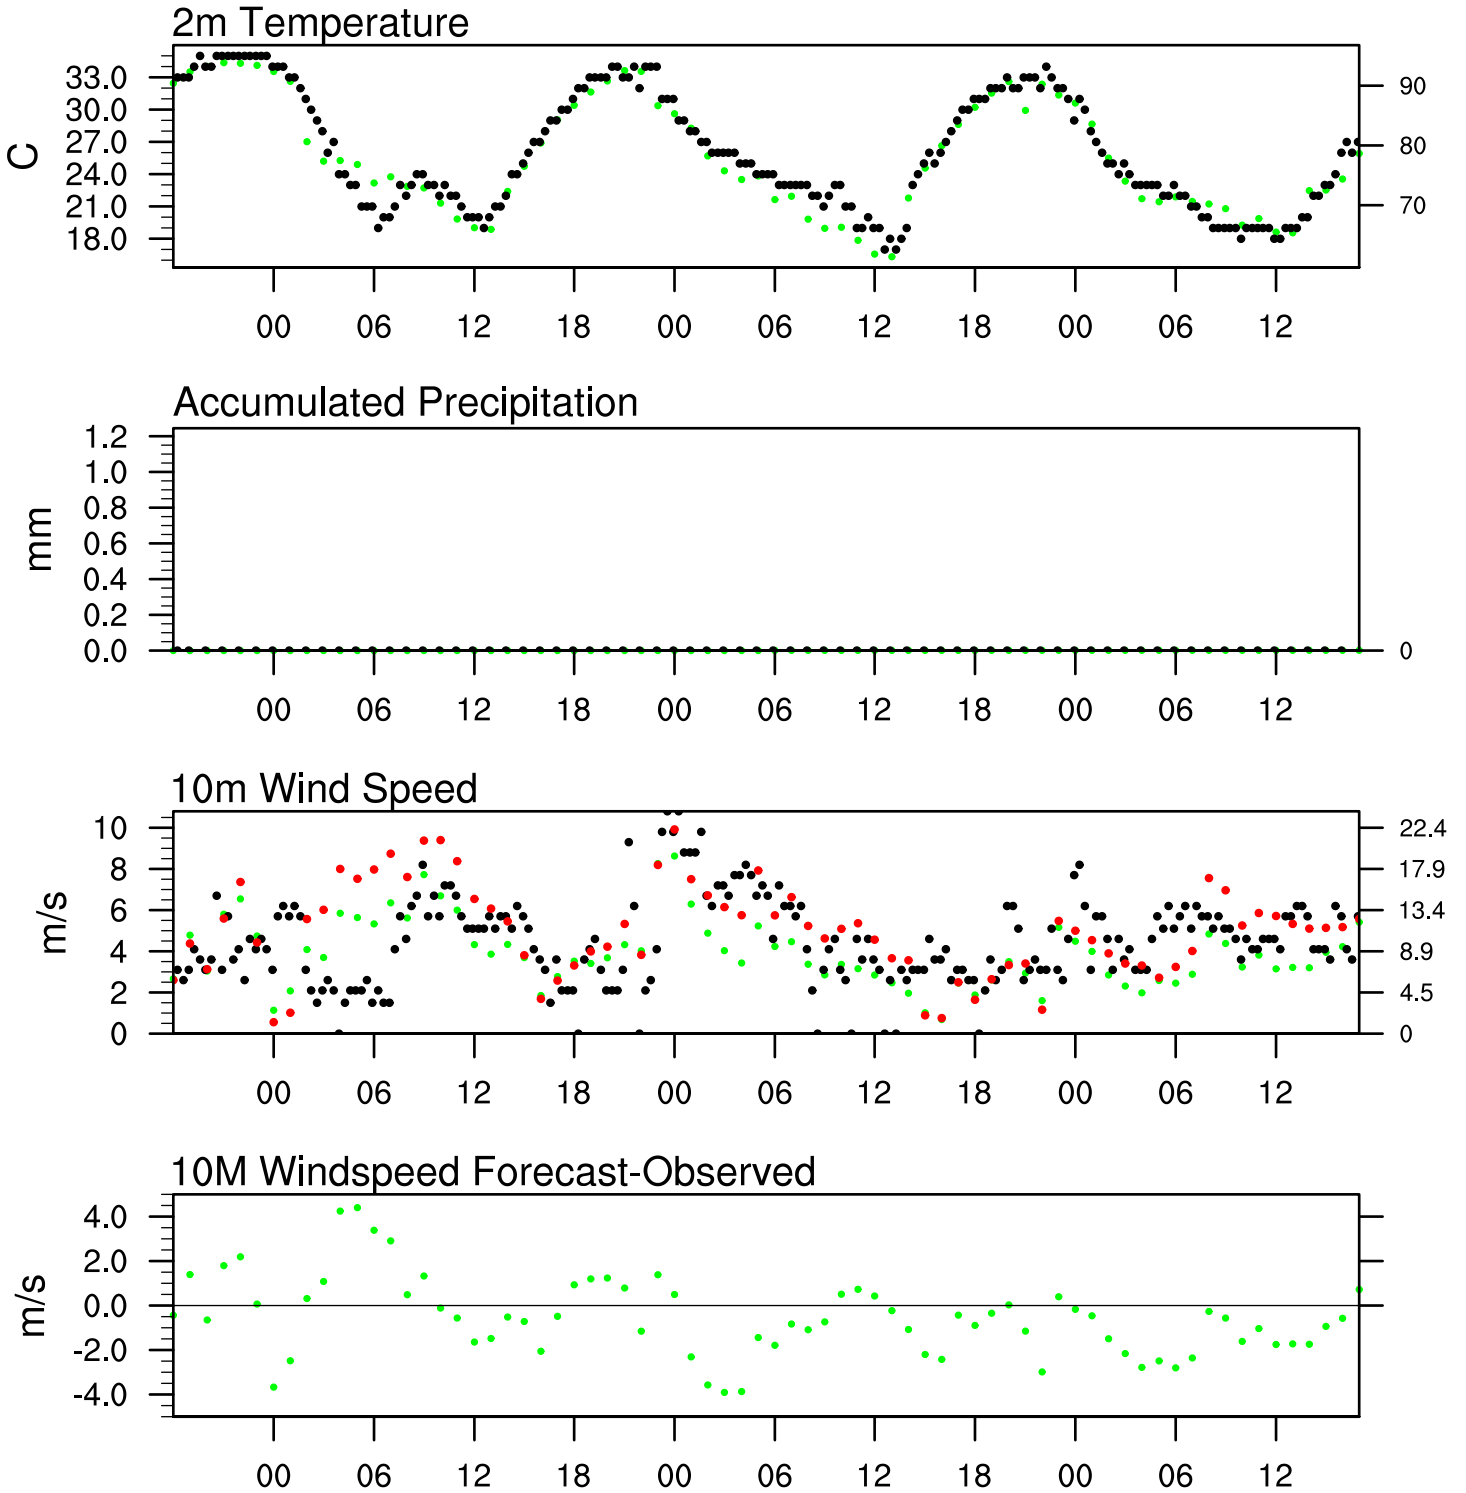 2m Temperature
33.0
30.0
27.0
24.0
21.0
18.0
C
90
80
70
00 06 12 18 00 06 12 18 00 06 12
Accumulated Precipitation
1.2
1.0
0.8
0.6
0.4
0.2
0.0
mm
0
00 06 12 18 00 06 12 18 00 06 12
10m Wind Speed
10
8
6
4
2
0
m/s
22.4
17.9
13.4
8.9
4.5
0
00 06 12 18 00 06 12 18 00 06 12
10M Windspeed Forecast-Observed
4.0
2.0
0.0
-2.0
-4.0
m/s
00 06 12 18 00 06 12 18 00 06 12